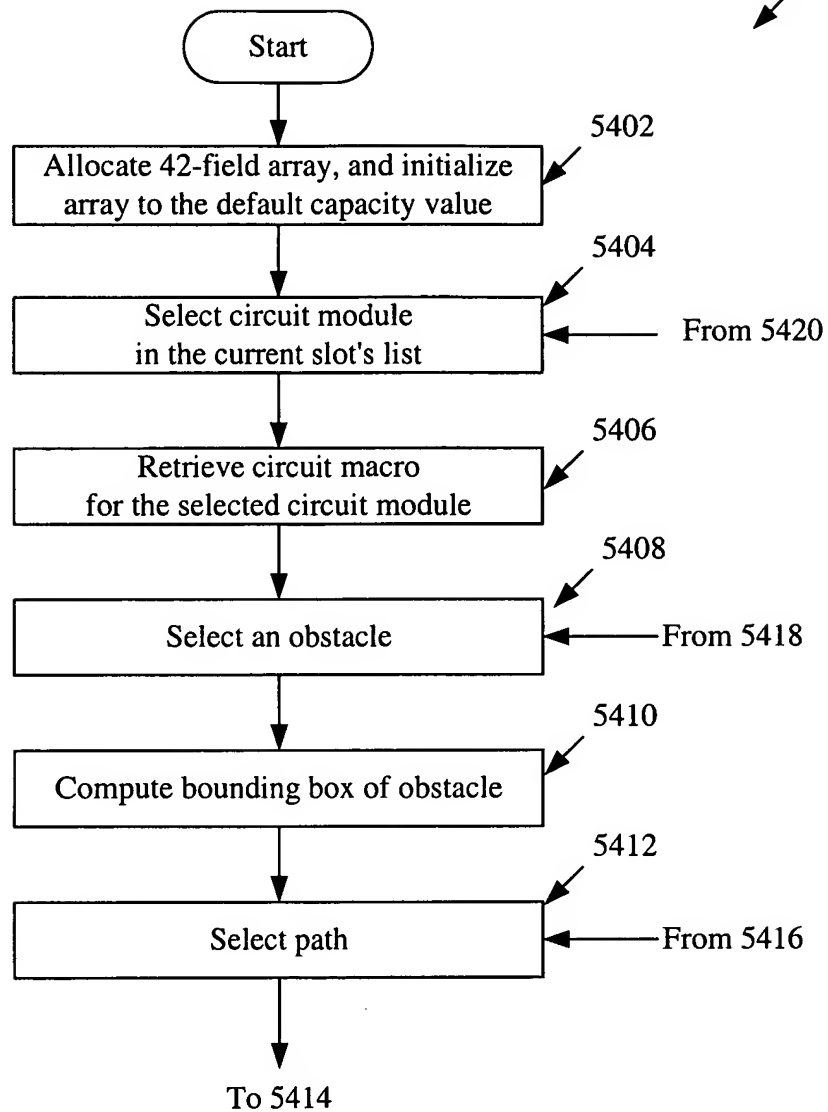 Start
5402
Allocate 42-field array, and initialize
array to the default capacity value
5404
Select circuit module
in the current slot's list
From 5420
5406
Retrieve circuit macro
for the selected circuit module
5408
Select an obstacle
From 5418
5410
Compute bounding box of obstacle
5412
Select path
From 5416
To 5414